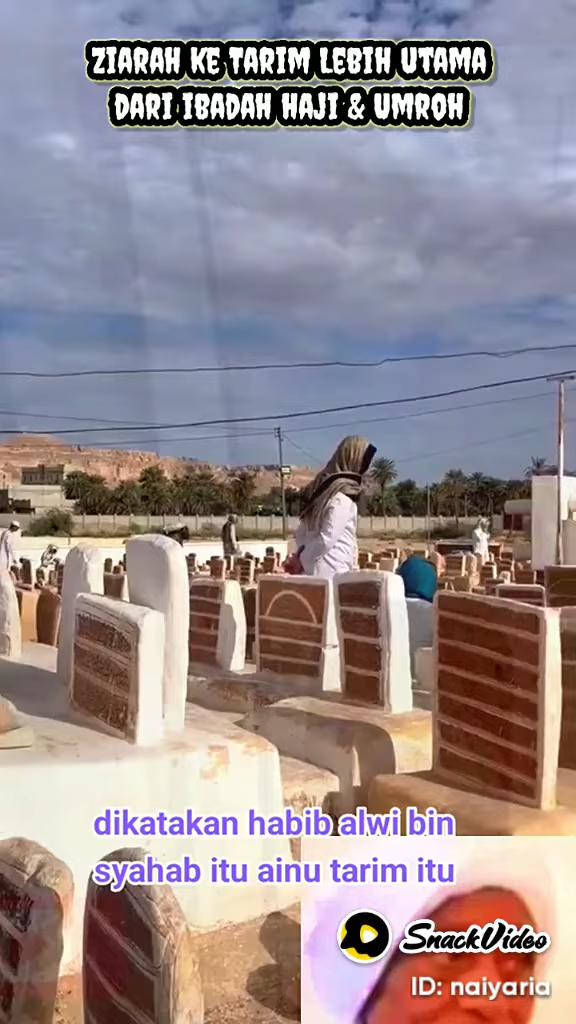 ZIARAH KE TARIM LEBIH UTAMA
DARI IBADAH HAJI & UMROH
dikatakan habib alwi bin
syahab itu ainu tarim itu
SnackVideo
ID: naiyaria